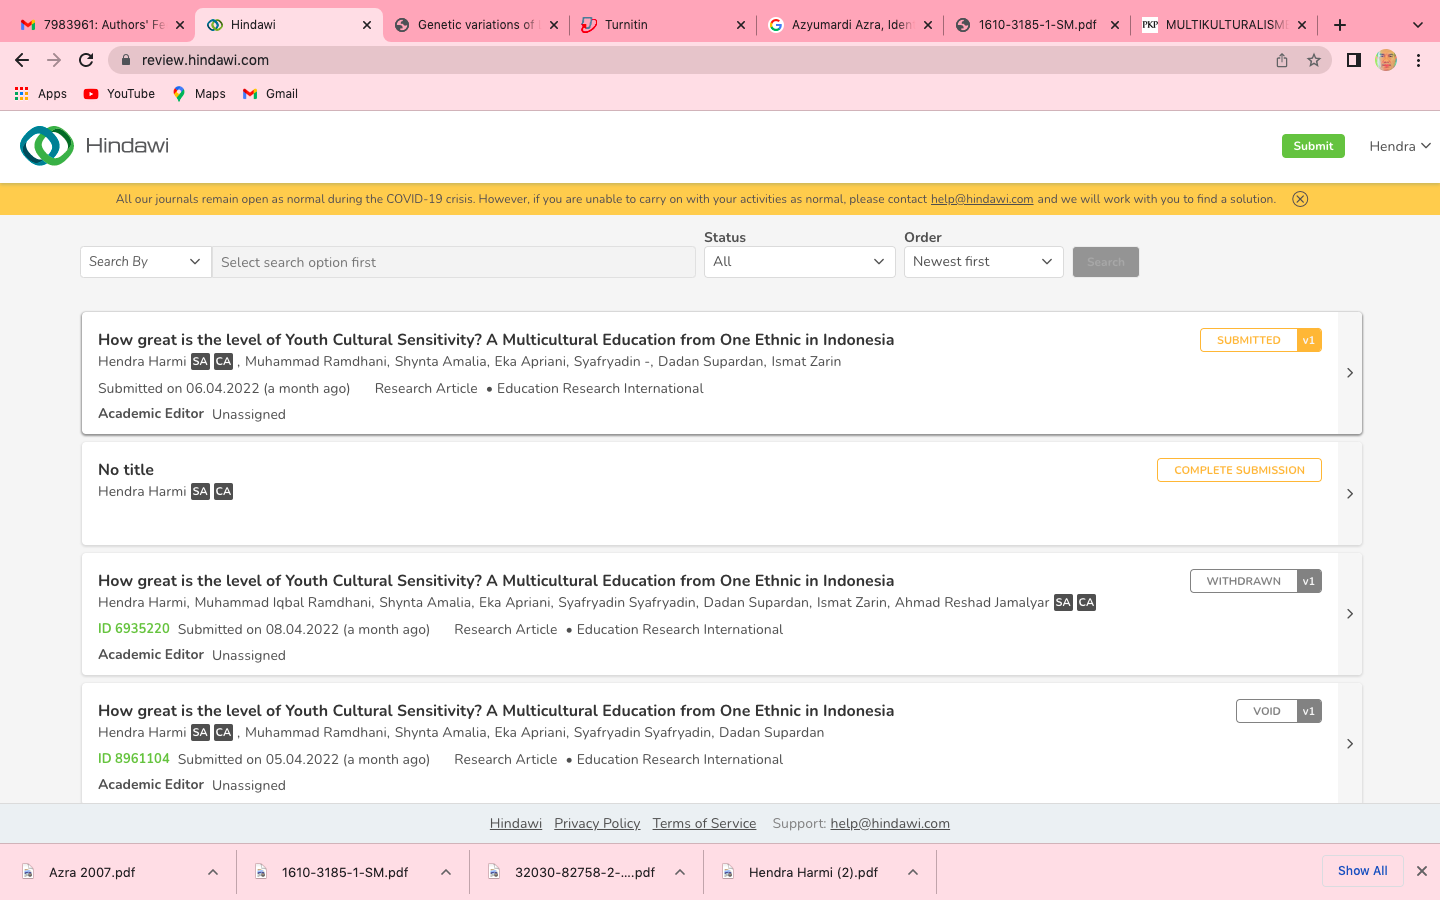 7983961: Authors' Fe
Hindawi
Genetic variations of
Turnitin
Azyumardi Azra, Iden
1610-3185-1-SM.pdf
PKP MULTIKULTURALISM
review.hindawi.com
Apps YouTube Maps Gmail
Hindawi
Submit Hendra
All our journals remain open as normal during the COVID-19 crisis. However, if you are unable to carry on with your activities as normal, please contact help@hindawi.com and we will work with you to find a solution.
Status Order
Search By Select search option first All Newest first Search
How great is the level of Youth Cultural Sensitivity? A Multicultural Education from One Ethnic in Indonesia SUBMITTED v1
Hendra Harmi SA CA , Muhammad Ramdhani, Shynta Amalia, Eka Apriani, Syafryadin -, Dadan Supardan, Ismat Zarin
Submitted on 06.04.2022 (a month ago) Research Article • Education Research International
Academic Editor Unassigned
No title COMPLETE SUBMISSION
Hendra Harmi SA CA
How great is the level of Youth Cultural Sensitivity? A Multicultural Education from One Ethnic in Indonesia WITHDRAWN v1
Hendra Harmi, Muhammad Iqbal Ramdhani, Shynta Amalia, Eka Apriani, Syafryadin Syafryadin, Dadan Supardan, Ismat Zarin, Ahmad Reshad Jamalyar SA CA
ID 6935220 Submitted on 08.04.2022 (a month ago) Research Article • Education Research International
Academic Editor Unassigned
How great is the level of Youth Cultural Sensitivity? A Multicultural Education from One Ethnic in Indonesia VOID v1
Hendra Harmi SA CA , Muhammad Ramdhani, Shynta Amalia, Eka Apriani, Syafryadin Syafryadin, Dadan Supardan
ID 8961104 Submitted on 05.04.2022 (a month ago) Research Article • Education Research International
Academic Editor Unassigned
Hindawi Privacy Policy Terms of Service Support: help@hindawi.com
Azra 2007.pdf 1610-3185-1-SM.pdf 32030-82758-2-....pdf Hendra Harmi (2).pdf Show All